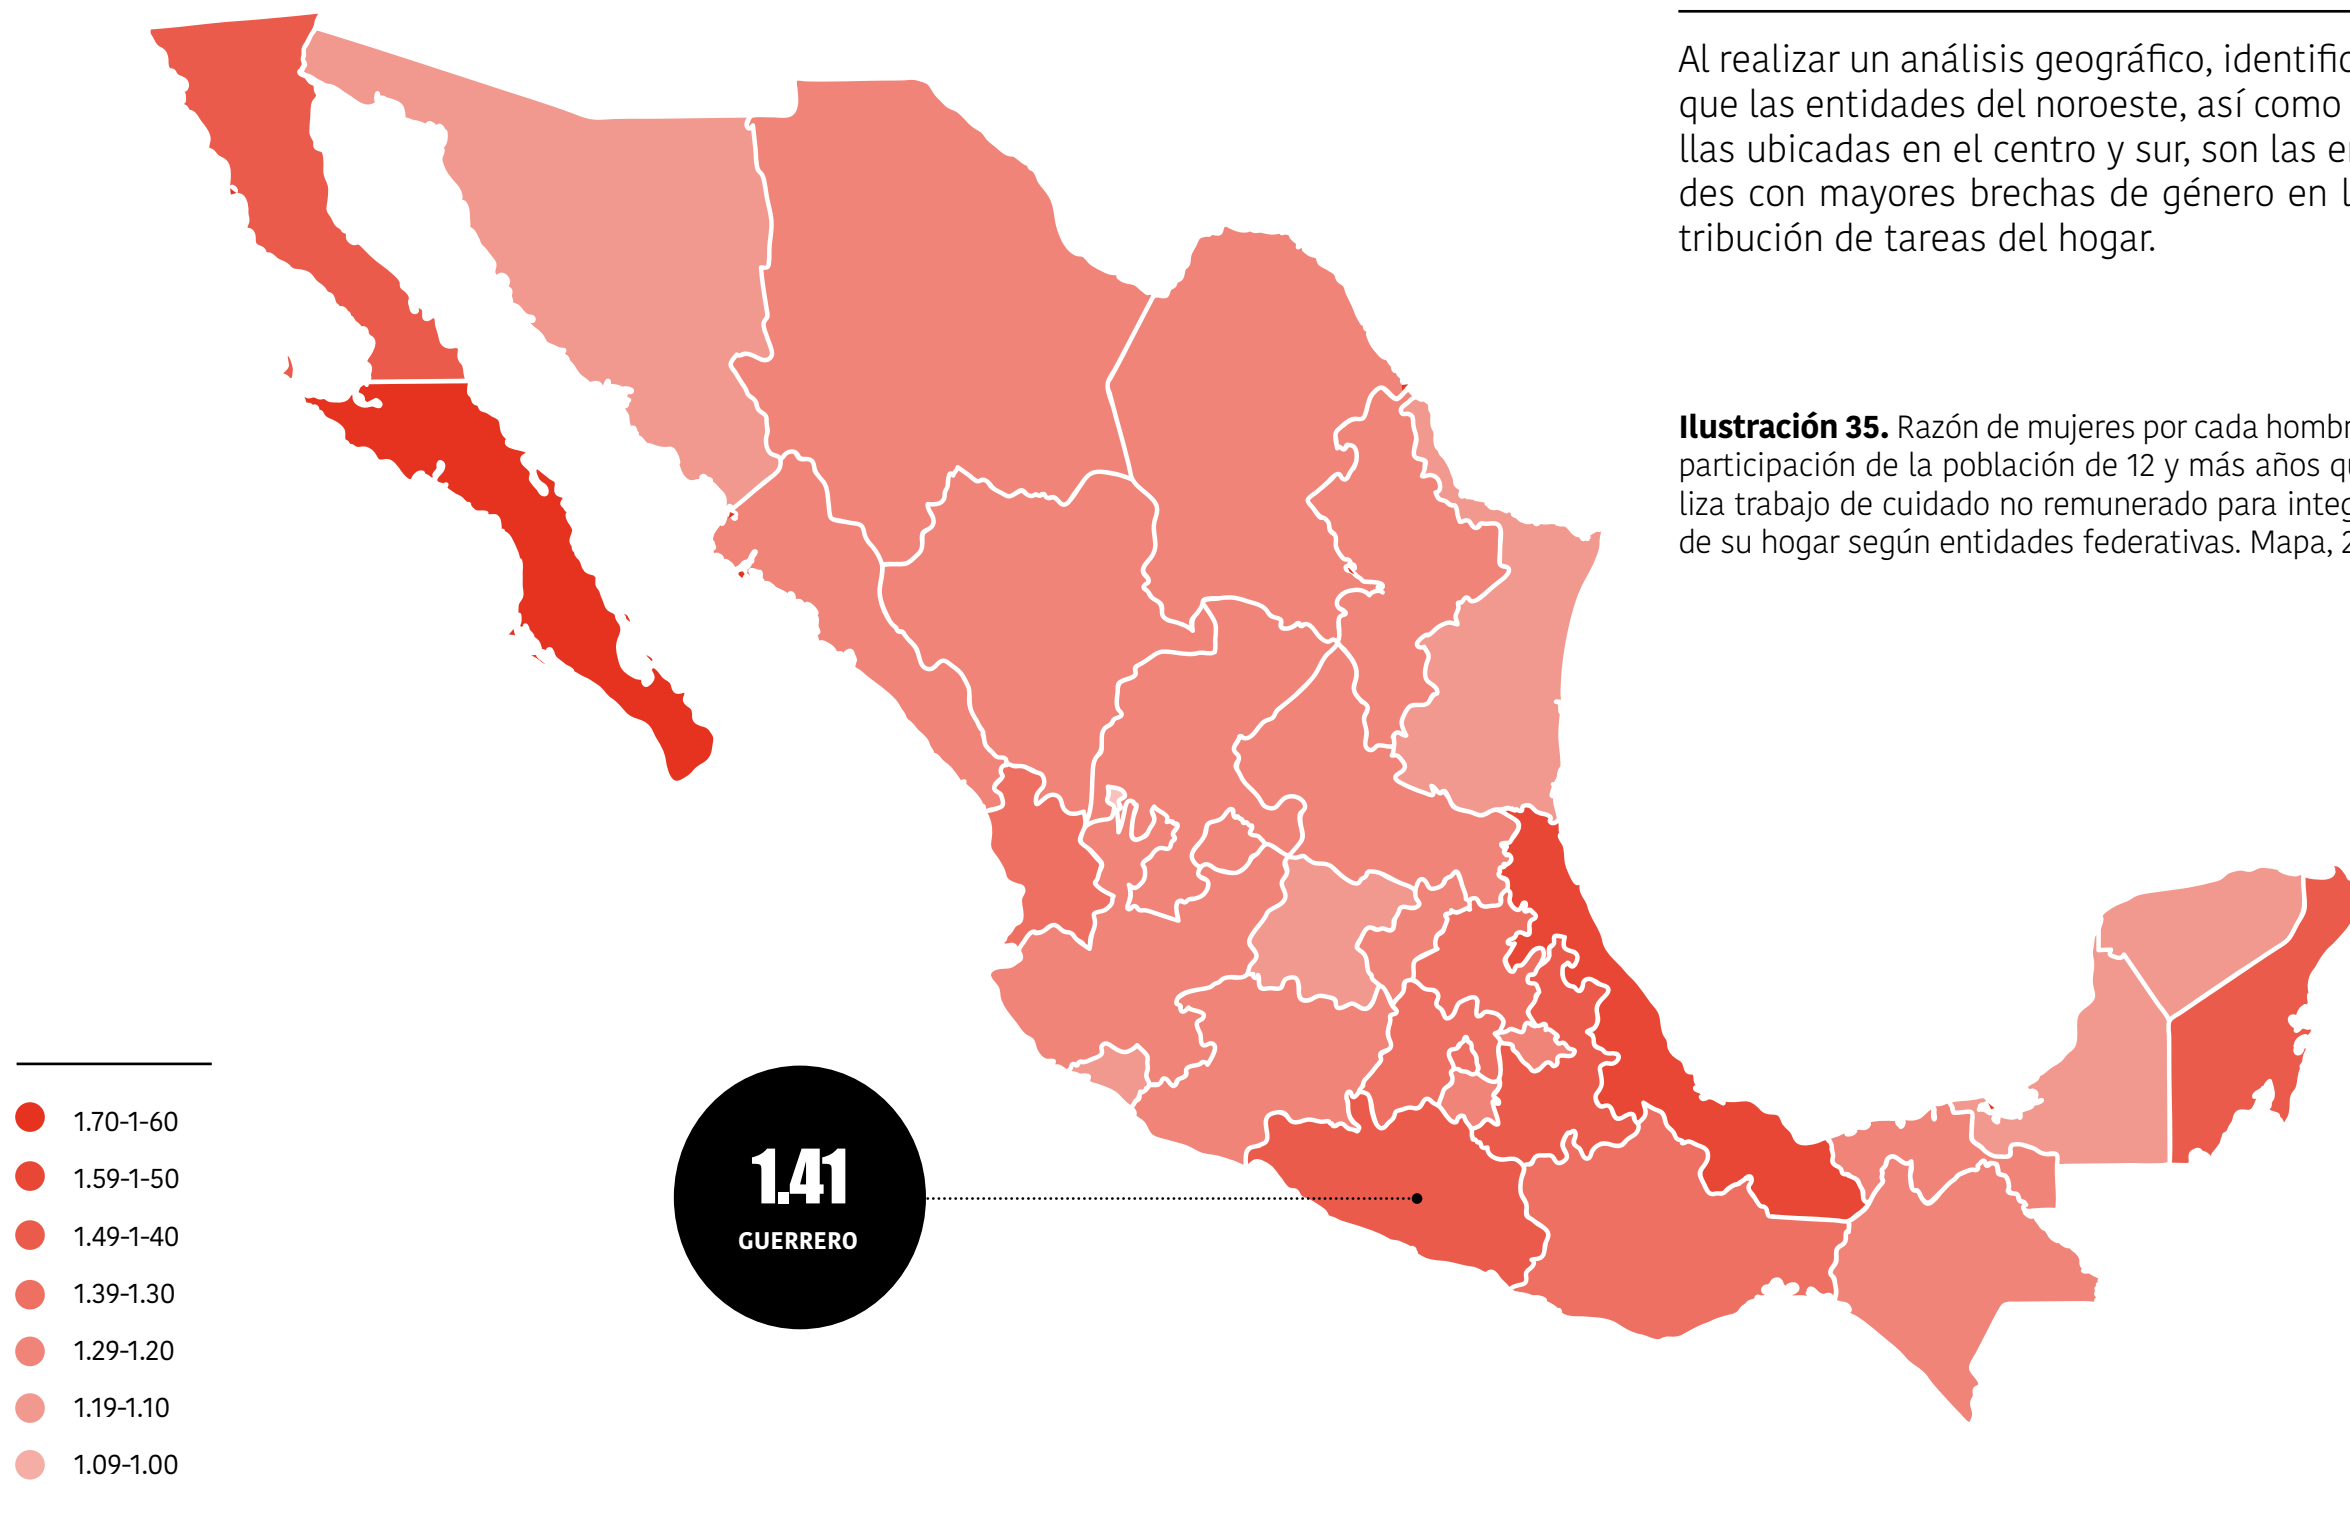 Al realizar un análisis geográfico,
que las entidades del noroeste, así como
llas ubicadas en el centro y sur, son las
des con mayores brechas de género en
tribución de tareas del hogar.
Ilustración 35. Razón de mujeres por cada
participación de la población de 12 y más años
liza trabajo de cuidado no remunerado para
de su hogar según entidades federativas. Mapa,
1.41
GUERRERO
1.70-1-60
1.59-1-50
1.49-1-40
1.39-1.30
1.29-1.20
1.19-1.10
1.09-1.00